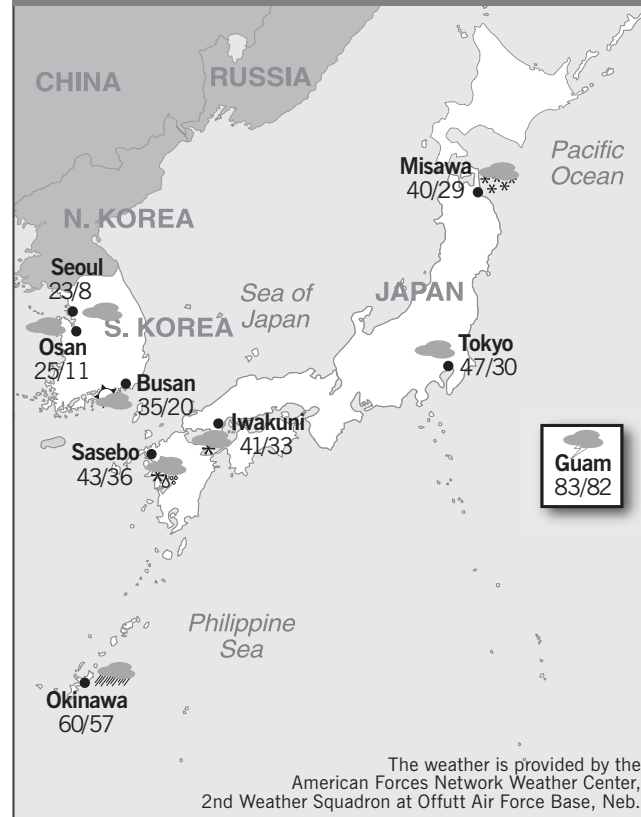 CHINA
RUSSIA
Pacific
Ocean
Misawa
40/29
N. KOREA
Seoul
23/8
Sea of
Japan
JAPAN
S. KOREA
Osan
25/11
Tokyo
47/30
Busan
35/20
Iwakuni
41/33
Sasebo
43/36
Guam
83/82
Philippine
Sea
Okinawa
60/57
The weather is provided by the
American Forces Network Weather Center,
2nd Weather Squadron at Offutt Air Force Base, Neb.